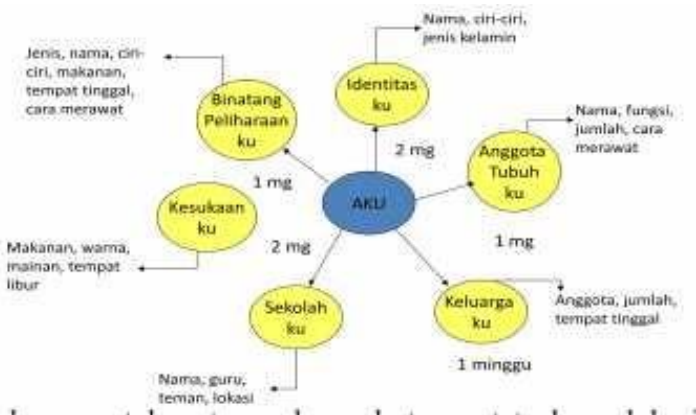 Nama, ciri-ciri,
jenis kelamin
Jenis, nama, ciri-
ciri, makanan,
tempat tinggal,
cara merawat
Identitas
ku
Binatang
Peliharaan
ku
Nama, fungsi,
jumlah, cara
merawat
2 mg
Anggota
Tubuh
ku
1 mg
AKU
Kesukaan
ku
2 mg
1 mg
Makanan, warna,
mainan, tempat
libur
Sekolah
ku
Keluarga
ku
Anggota, jumlah,
tempat tinggal
1 minggu
Nama, guru,
teman, lokasi